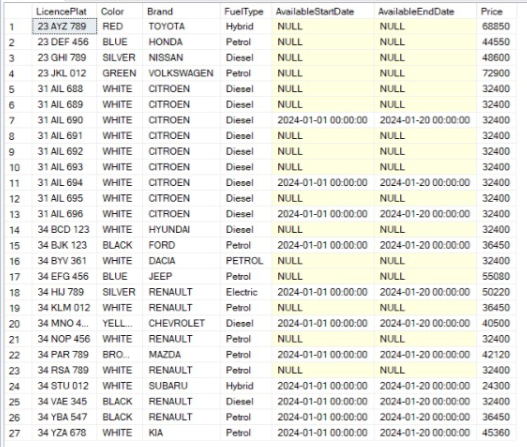 LicencePlat Color Brand FuelType AvailableStartDate AvailableEndDate Price
1 23 AYZ 789 RED TOYOTA Hybrid NULL NULL 68850
2 23 DEF 456 BLUE HONDA Petrol NULL NULL 44550
3 23 GHI 789 SILVER NISSAN Diesel NULL NULL 48600
4 23 JKL 012 GREEN VOLKSWAGEN Petrol NULL NULL 72900
5 31 AIL 688 WHITE CITROEN Diesel NULL NULL 32400
6 31 AIL 689 WHITE CITROEN Diesel NULL NULL 32400
7 31 AIL 690 WHITE CITROEN Diesel 2024-01-01 00:00:00 2024-01-20 00:00:00 32400
8 31 AIL 691 WHITE CITROEN Diesel NULL NULL 32400
9 31 AIL 692 WHITE CITROEN Diesel NULL NULL 32400
10 31 AIL 693 WHITE CITROEN Diesel NULL NULL 32400
11 31 AIL 694 WHITE CITROEN Diesel 2024-01-01 00:00:00 2024-01-20 00:00:00 32400
12 31 AIL 695 WHITE CITROEN Diesel NULL NULL 32400
13 31 AIL 696 WHITE CITROEN Diesel 2024-01-01 00:00:00 2024-01-20 00:00:00 32400
14 34 BCD 123 WHITE HYUNDAI Diesel NULL NULL 32400
15 34 BJK 123 BLACK FORD Petrol 2024-01-01 00:00:00 2024-01-20 00:00:00 36450
16 34 BYV 361 WHITE DACIA PETROL NULL NULL 32400
17 34 EFG 456 BLUE JEEP Petrol NULL NULL 55080
18 34 HIJ 789 SILVER RENAULT Electric 2024-01-01 00:00:00 2024-01-20 00:00:00 50220
19 34 KLM 012 WHITE RENAULT Petrol NULL NULL 36450
20 34 MNO 4... YELL... CHEVROLET Diesel 2024-01-01 00:00:00 2024-01-20 00:00:00 40500
21 34 NOP 456 WHITE RENAULT Petrol NULL NULL 32400
22 34 PAR 789 BRO... MAZDA Petrol 2024-01-01 00:00:00 2024-01-20 00:00:00 42120
23 34 RSA 789 WHITE RENAULT Petrol NULL NULL 32400
24 34 STU 012 WHITE SUBARU Hybrid 2024-01-01 00:00:00 2024-01-20 00:00:00 24300
25 34 VAE 345 BLACK RENAULT Diesel 2024-01-01 00:00:00 2024-01-20 00:00:00 32400
26 34 YBA 547 BLACK RENAULT Petrol 2024-01-01 00:00:00 2024-01-20 00:00:00 36450
27 34 YZA 678 WHITE KIA Petrol 2024-01-01 00:00:00 2024-01-20 00:00:00 45360